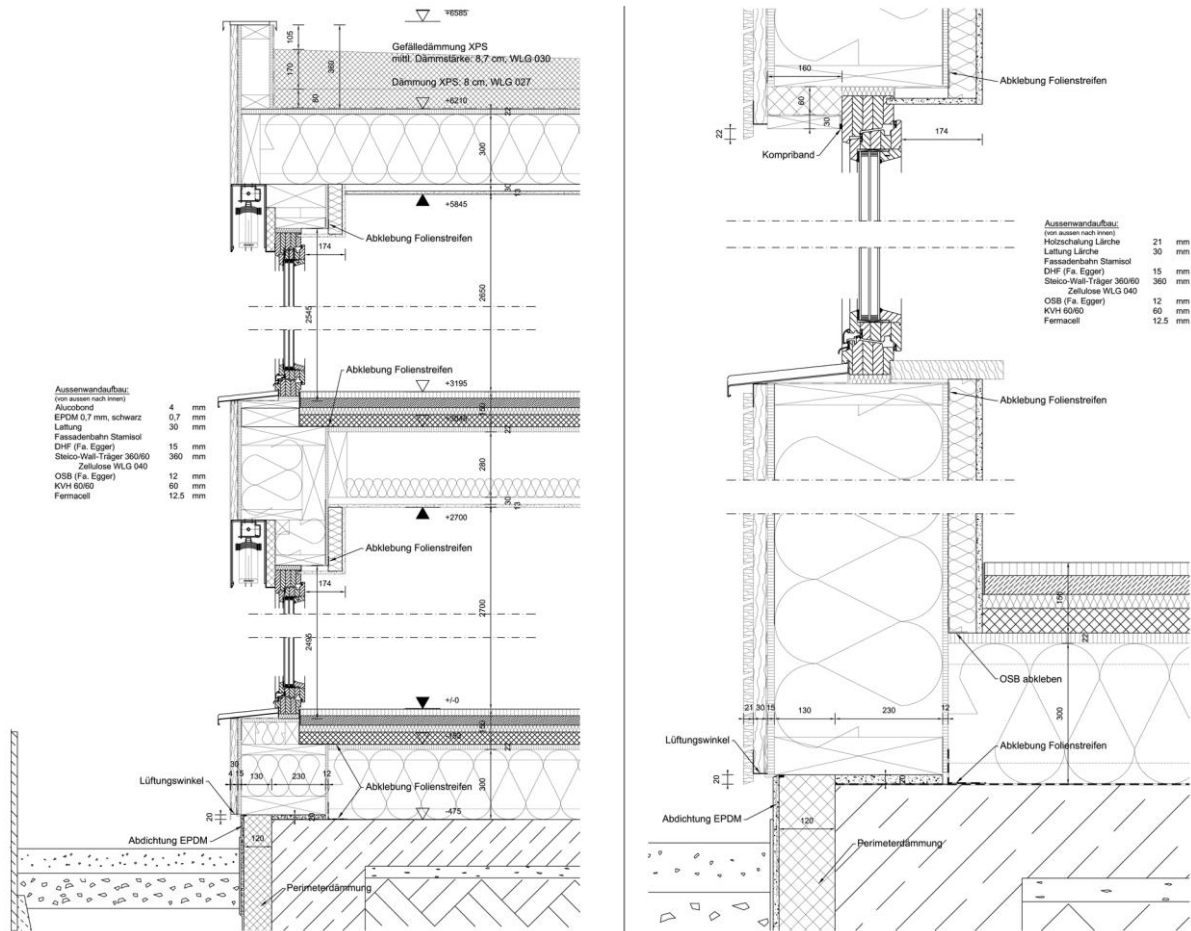 +6585
105
170
60
360
Gefälledämmung XPS
mittl. Dämmstärke: 8,7 cm, WLG 030
Dämmung XPS: 8 cm, WLG 027
+6210
22
300
30
13
+5845
Abklebung Folienstreifen
174
2650
2545
Abklebung Folienstreifen
+3195
150
22
280
30
13
+2700
Abklebung Folienstreifen
174
2700
2495
+/-0
150
22
300
Aussenwandaufbau:
(von aussen nach innen)
Alucobond 4 mm
EPDM 0,7 mm, schwarz 0,7 mm
Lattung 30 mm
Fassadenbahn Stamisol
DHF (Fa. Egger) 15 mm
Steico-Wall-Träger 360/60 360 mm
Zellulose WLG 040
OSB (Fa. Egger) 12 mm
KVH 60/60 60 mm
Fermacell 12.5 mm
Lüftungswinkel
30
4 15 130 230 12
Abklebung Folienstreifen
-475
20
20
Abdichtung EPDM
120
Perimeterdämmung
160
Abklebung Folienstreifen
60
30
22
174
Kompriband
Aussenwandaufbau:
(von aussen nach innen)
Holzschalung Lärche 21 mm
Lattung Lärche 30 mm
Fassadenbahn Stamisol
DHF (Fa. Egger) 15 mm
Steico-Wall-Träger 360/60 360 mm
Zellulose WLG 040
OSB (Fa. Egger) 12 mm
KVH 60/60 60 mm
Fermacell 12.5 mm
Abklebung Folienstreifen
150
22
OSB abkleben
300
21 30 15 130 230 12
Lüftungswinkel
Abklebung Folienstreifen
20
20
Abdichtung EPDM
120
Perimeterdämmung